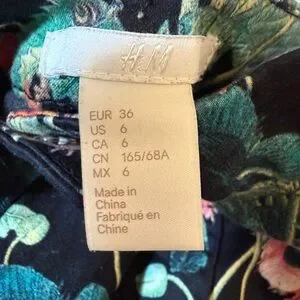 H&M
EUR 36
US 6
CA 6
CN 165/68A
MX 6
Made in
China
Fabriqué en
Chine